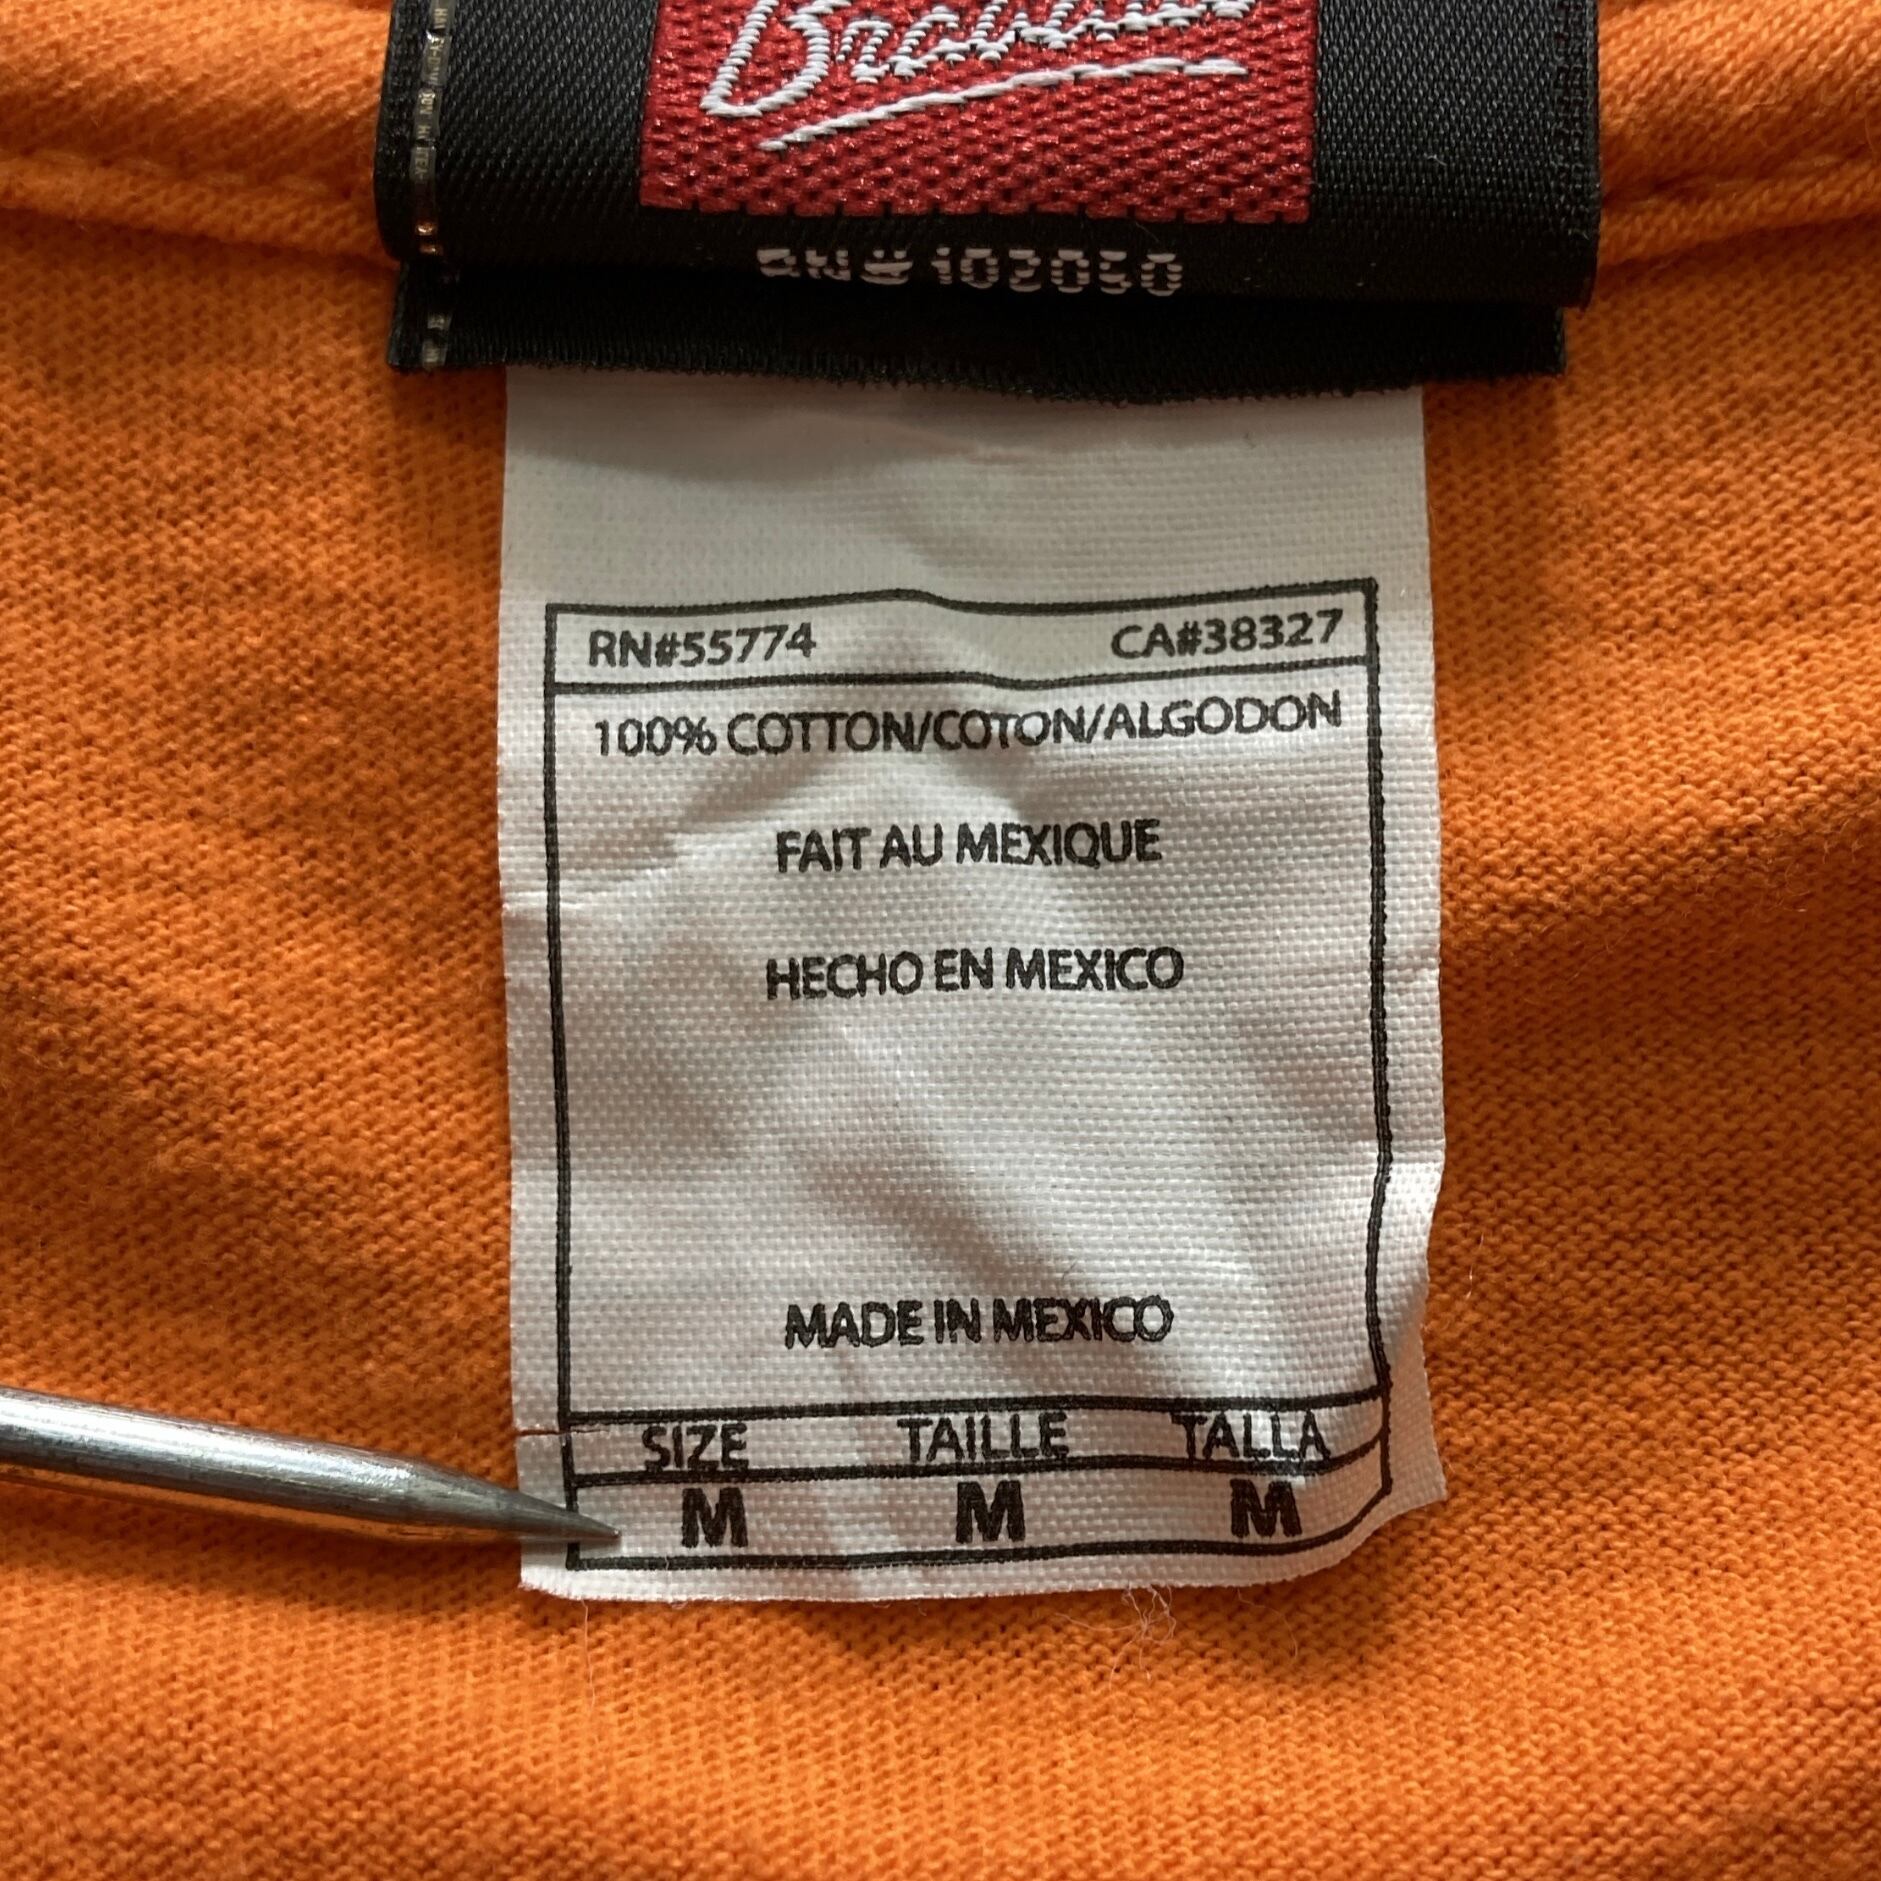 RN# 102050
RN#55774 CA#38327
100% COTTON/COTON/ALGODON
FAIT AU MEXIQUE
HECHO EN MEXICO
MADE IN MEXICO
SIZE TAILLE TALLA
M M M